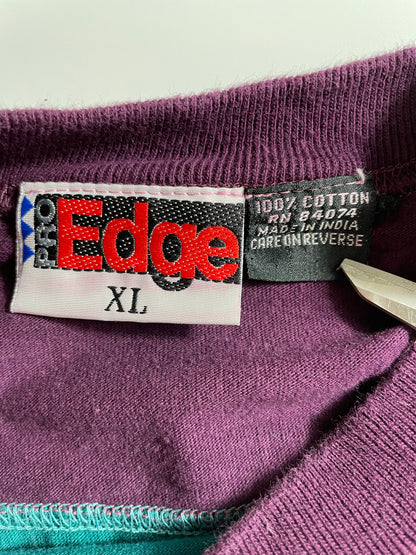 PRO
Edge
XL
100% COTTON
RN 84074
MADE IN INDIA
CARE ON REVERSE